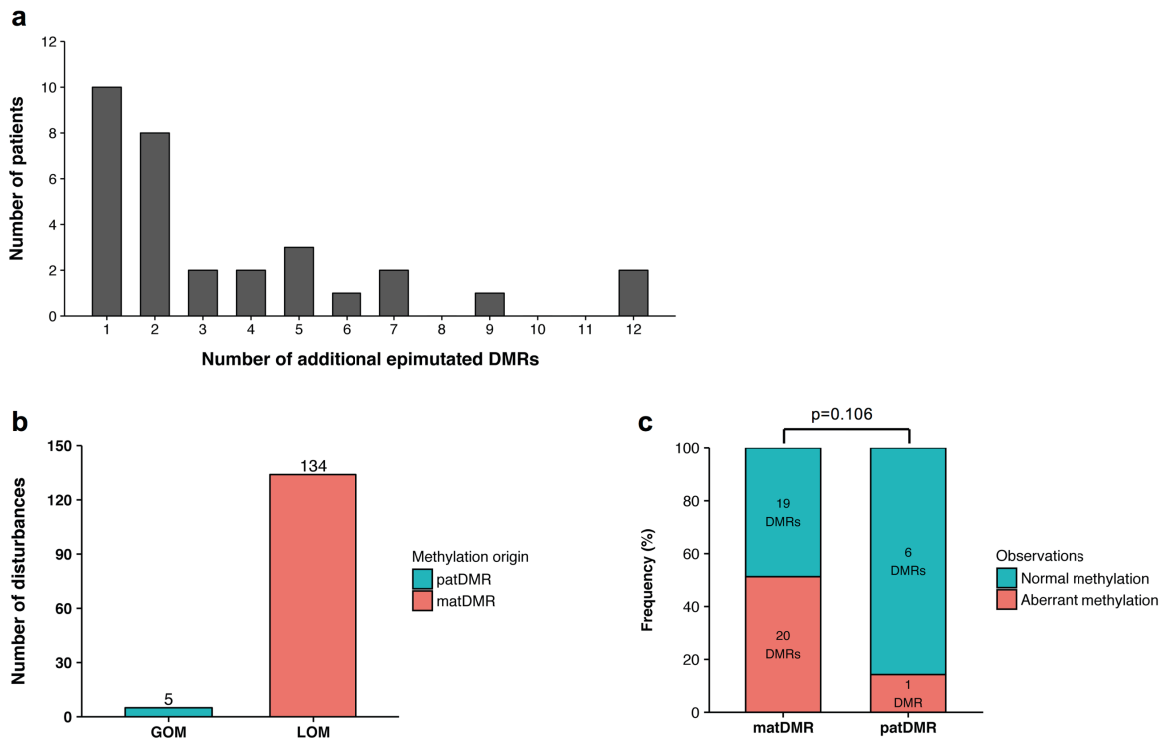 a
12
10
8
6
4
2
0
Number of patients
1 2 3 4 5 6 7 8 9 10 11 12
Number of additional epimutated DMRs
b
150
120
90
60
30
0
Number of disturbances
5
134
GOM LOM
Methylation origin
patDMR
matDMR
c
p=0.106
100
80
60
40
20
0
Frequency (%)
19
DMRs
20
DMRs
6
DMRs
1
DMR
matDMR patDMR
Observations
Normal methylation
Aberrant methylation